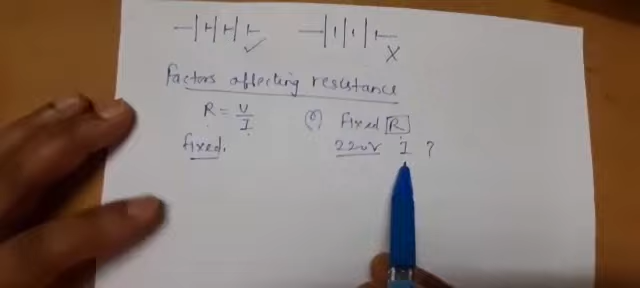 X
Factors affecting resistance
R = V/I
fixed.
Fixed R
220V I ?